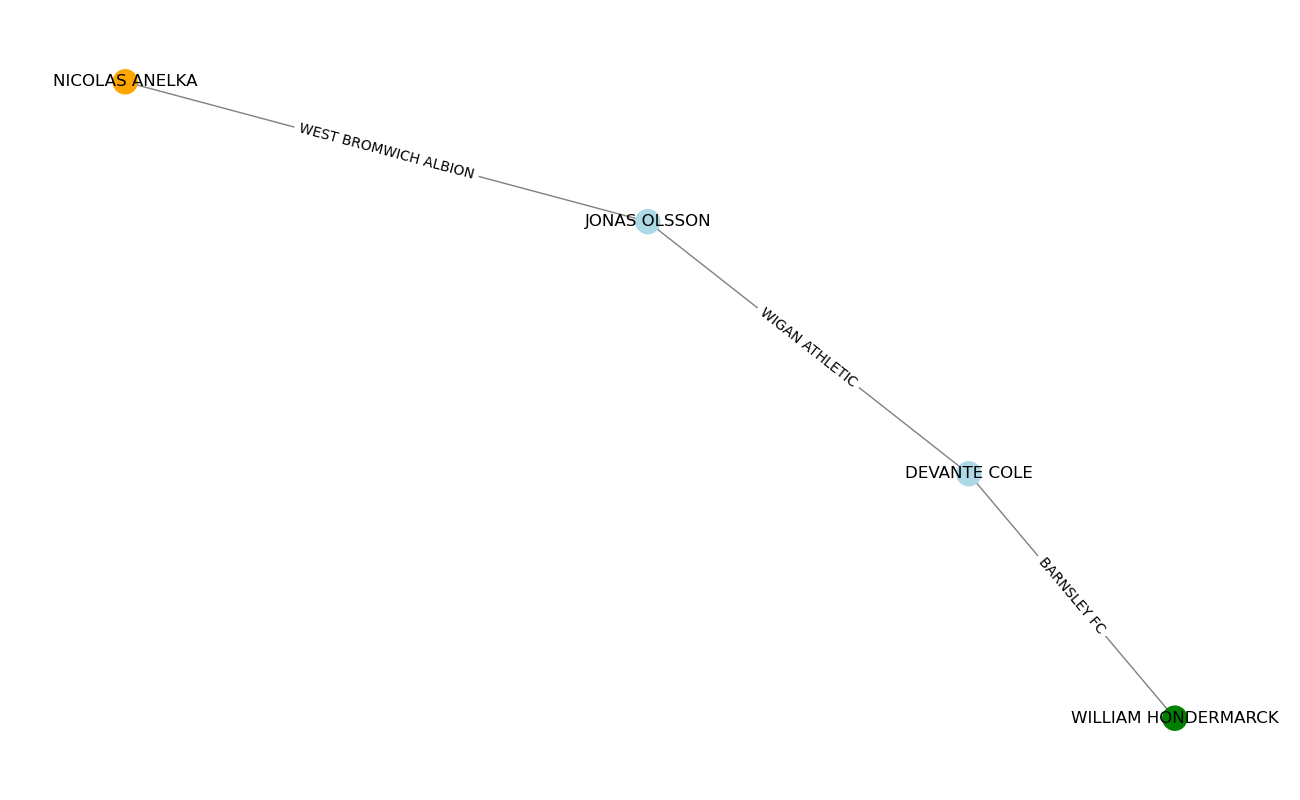 NICOLAS ANELKA
WEST BROMWICH ALBION
JONAS OLSSON
WIGAN ATHLETIC
DEVANTE COLE
BARNSLEY FC
WILLIAM HONDERMARCK